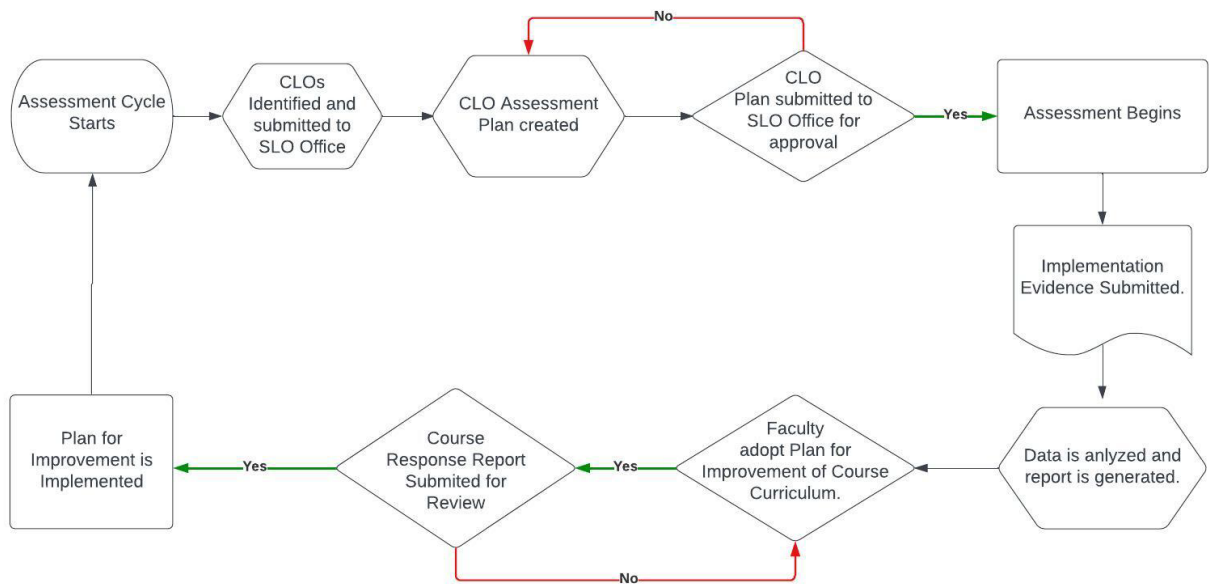 No
Assessment Cycle
Starts
CLOs
Identified and
submitted to
SLO Office
CLO Assessment
Plan created
CLO
Plan submitted to
SLO Office for
approval
Yes
Assessment Begins
Implementation
Evidence Submitted.
Data is anlyzed and
report is generated.
Faculty
adopt Plan for
Improvement of Course
Curriculum.
Yes
Course
Response Report
Submited for
Review
No
Yes
Plan for
Improvement is
Implemented